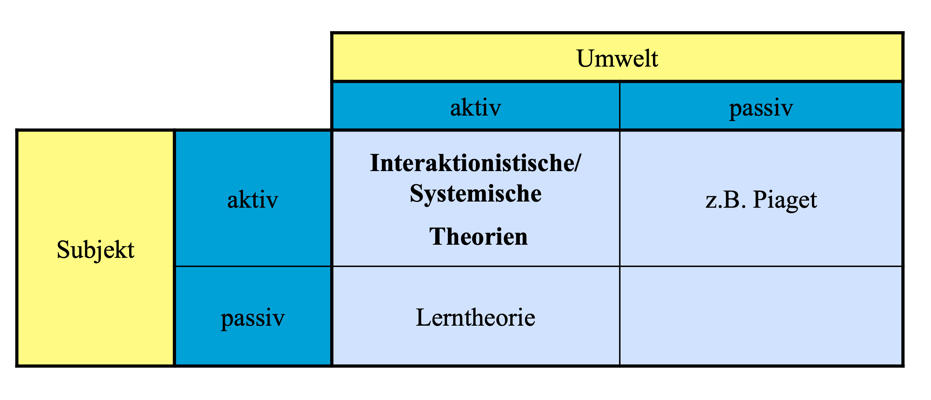 Umwelt
aktiv passiv
Subjekt
aktiv
Interaktionistische/
Systemische
Theorien
z.B. Piaget
passiv
Lerntheorie